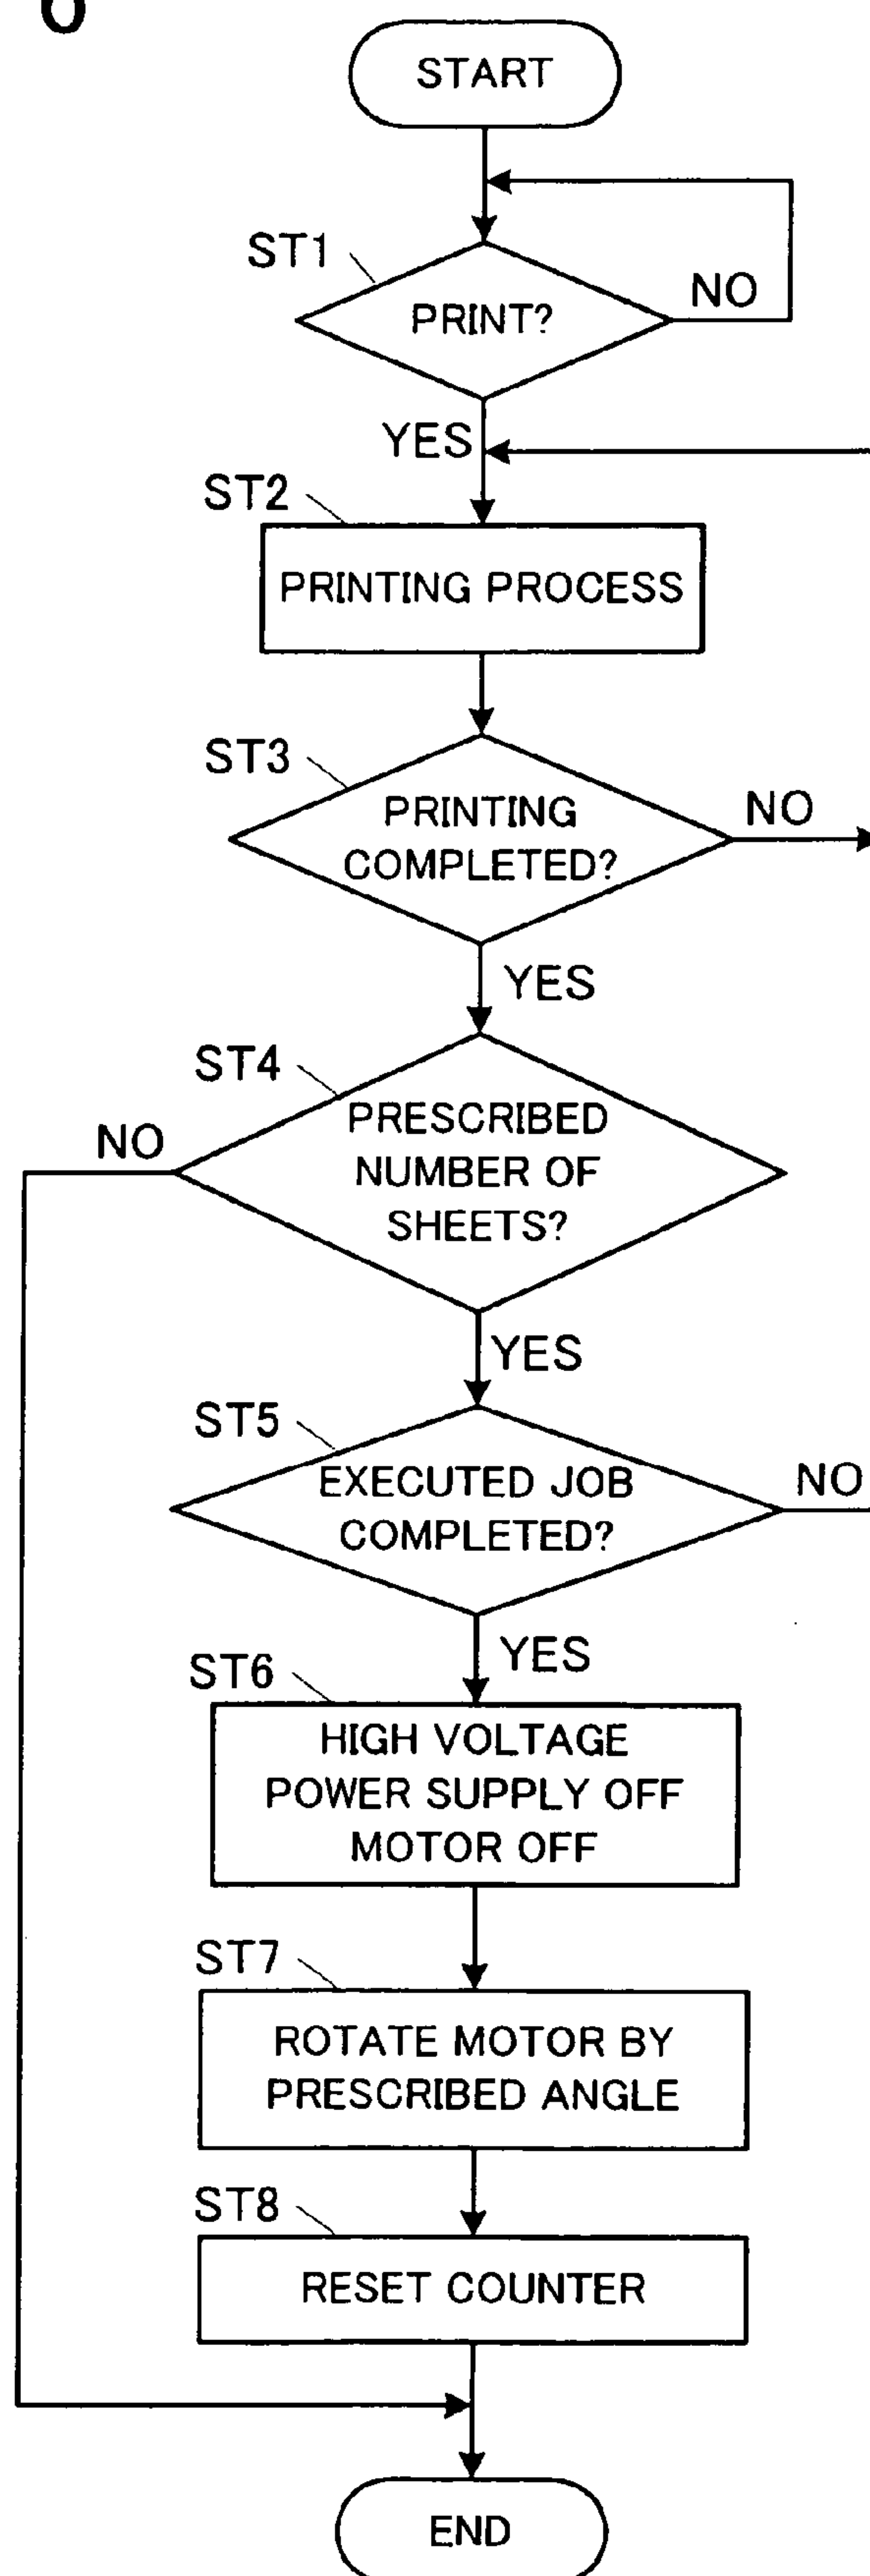 START
ST1
PRINT?
NO
YES
ST2
PRINTING PROCESS
ST3
PRINTING
COMPLETED?
NO
YES
ST4
PRESCRIBED
NUMBER OF
SHEETS?
NO
YES
ST5
EXECUTED JOB
COMPLETED?
NO
YES
ST6
HIGH VOLTAGE
POWER SUPPLY OFF
MOTOR OFF
ST7
ROTATE MOTOR BY
PRESCRIBED ANGLE
ST8
RESET COUNTER
END